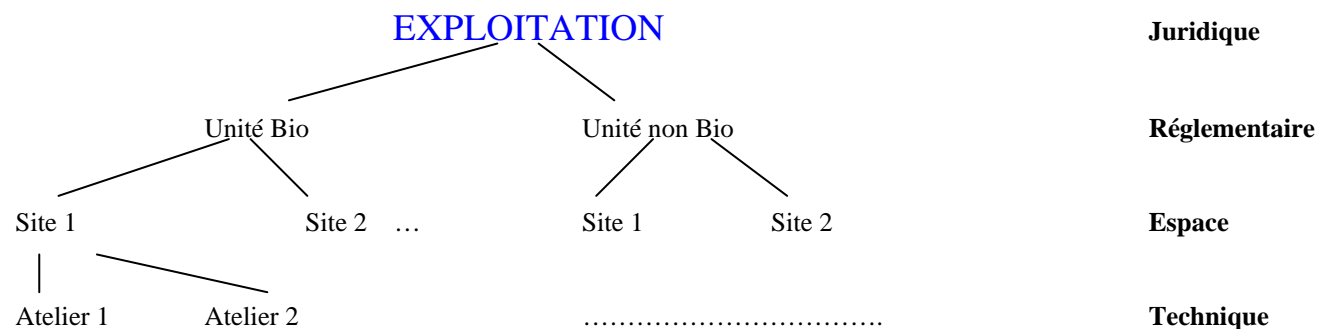 EXPLOITATION Juridique
Unité Bio Unité non Bio Réglementaire
Site 1 Site 2 … Site 1 Site 2 Espace
Atelier 1 Atelier 2 ……………………………. Technique